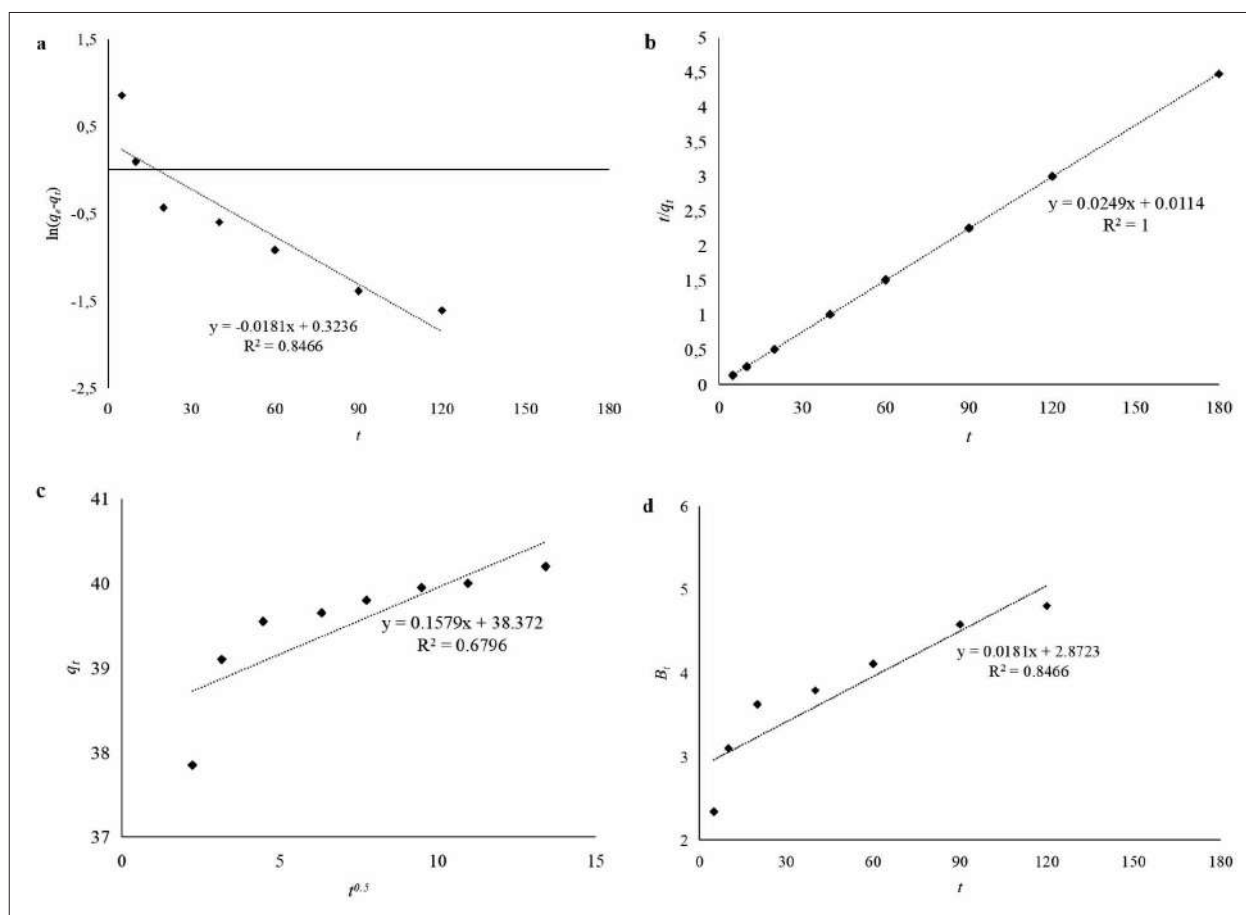 a
1,5
0,5
-0,5
-1,5
-2,5
ln(qe-qt)
y = -0.0181x + 0.3236
R² = 0.8466
0 30 60 90 120 150 180
t
b
5
4,5
4
3,5
3
2,5
2
1,5
1
0,5
0
t/qt
y = 0.0249x + 0.0114
R² = 1
0 30 60 90 120 150 180
t
c
41
40
39
38
37
qt
y = 0.1579x + 38.372
R² = 0.6796
0 5 10 15
t0.5
d
6
5
4
3
2
Bt
y = 0.0181x + 2.8723
R² = 0.8466
0 30 60 90 120 150 180
t